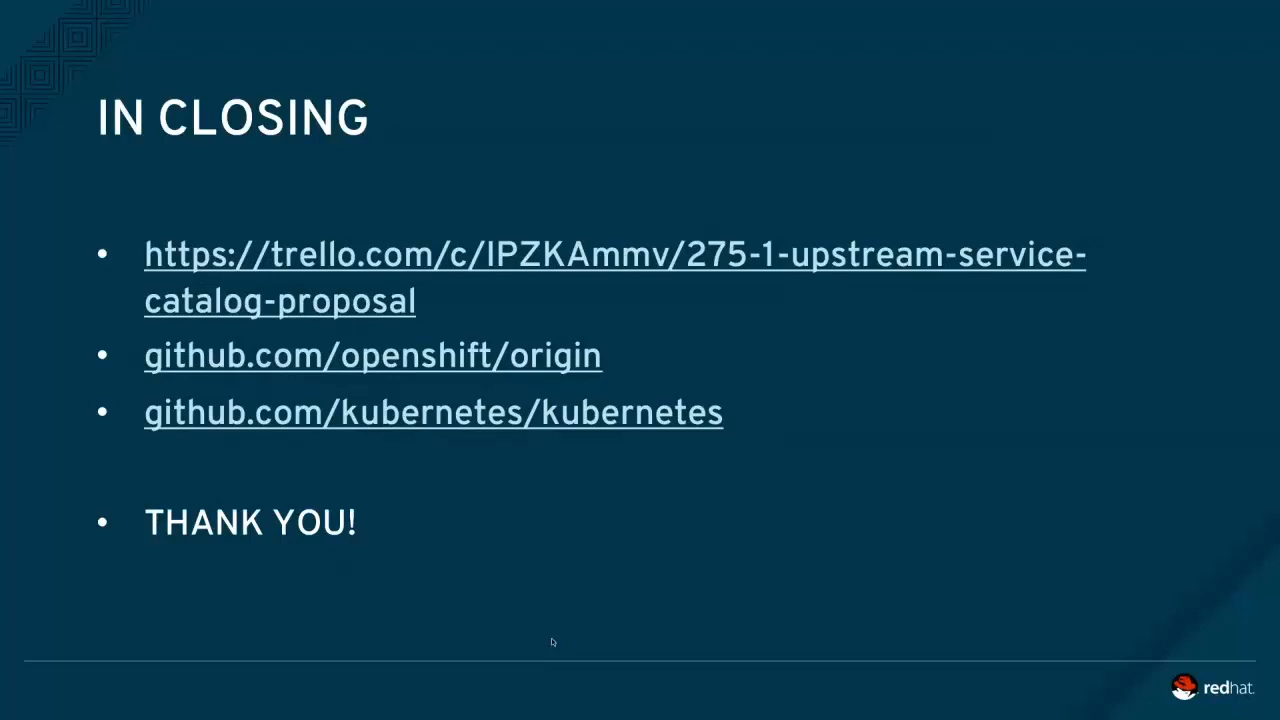 IN CLOSING
• https://trello.com/c/IPZKAmmv/275-1-upstream-service-
catalog-proposal
• github.com/openshift/origin
• github.com/kubernetes/kubernetes
• THANK YOU!
redhat.